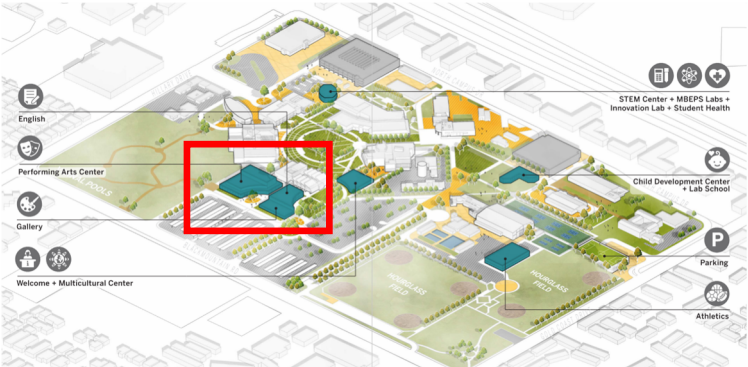 English
STEM Center + MBEPS Labs +
Innovation Lab + Student Health
Performing Arts Center
Child Development Center
+ Lab School
POOLS
Gallery
P
Parking
Welcome + Multicultural Center
HOURGLASS
FIELD
HOURGLASS
FIELD
Athletics